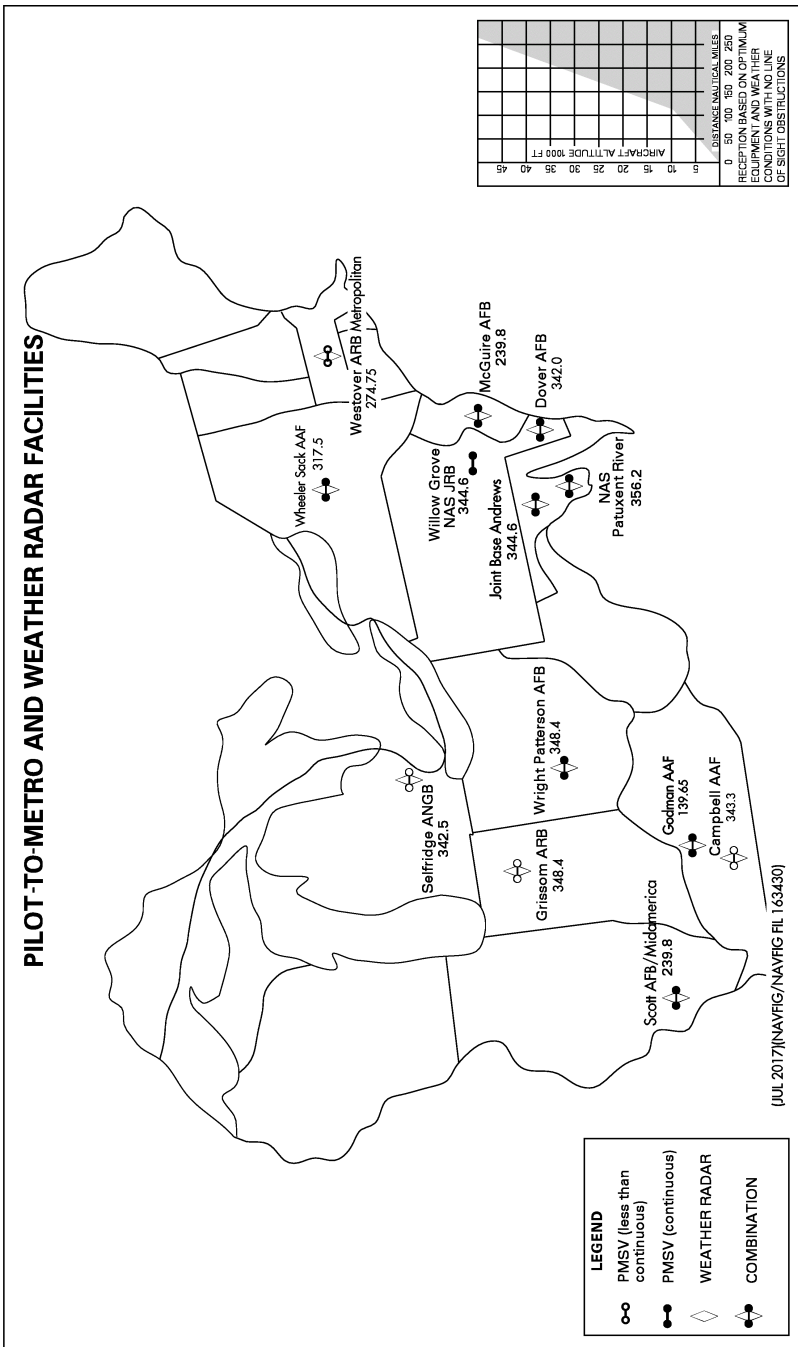 PILOT-TO-METRO AND WEATHER RADAR FACILITIES
45
40
35
30
25
20
15
10
5
AIRCRAFT ALTITUDE 1000 FT
DISTANCE NAUTICAL MILES
0 50 100 150 200 250
RECEPTION BASED ON OPTIMUM
EQUIPMENT AND WEATHER
CONDITIONS WITH NO LINE
OF SIGHT OBSTRUCTIONS
Westover ARB Metropolitan
274.75
Wheeler Sack AAF
317.5
McGuire AFB
239.8
Willow Grove
NAS JRB
344.6
Dover AFB
342.0
Joint Base Andrews
344.6
NAS
Patuxent River
356.2
Selfridge ANGB
342.5
Wright Patterson AFB
348.4
Grissom ARB
348.4
Godman AAF
139.65
Campbell AAF
343.3
Scott AFB/Midamerica
239.8
(JUL 2017)(NAVFIG/NAVFIG FIL 163430)
LEGEND
PMSV (less than
continuous)
PMSV (continuous)
WEATHER RADAR
COMBINATION